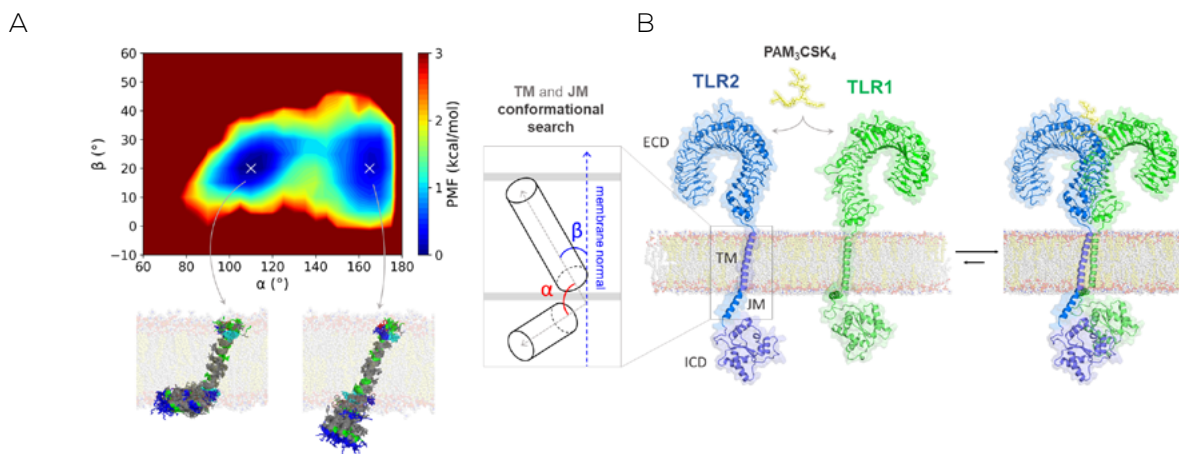 A
B
60
50
40
30
20
10
0
−10
β (°)
60
80
100
120
140
160
180
α (°)
3
2
1
0
PMF (kcal/mol)
TM and JM
conformational
search
β
α
membrane normal
PAM₃CSK₄
TLR2
TLR1
ECD
TM
JM
ICD